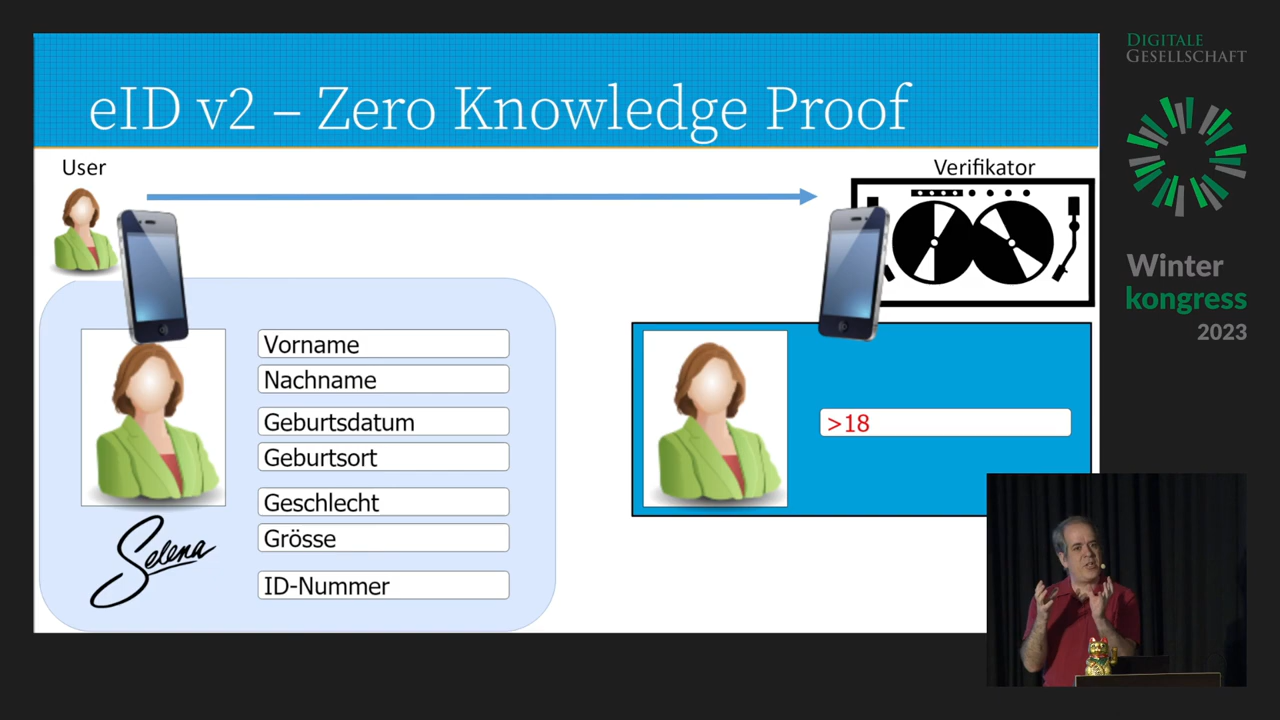 eID v2 – Zero Knowledge Proof
User
Verifikator
Vorname
Nachname
Geburtsdatum
Geburtsort
Geschlecht
Grösse
ID-Nummer
Selena
>18
DIGITALE
GESELLSCHAFT
Winter
kongress
2023